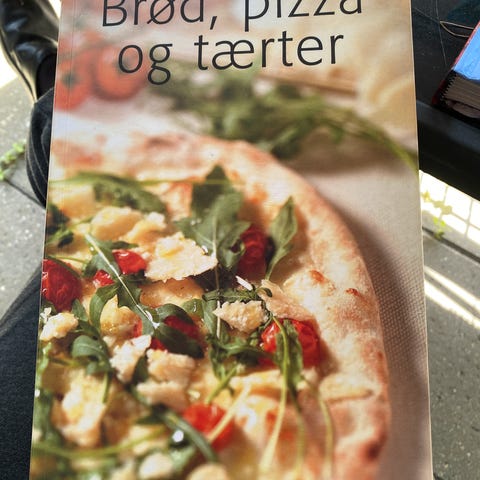 Brød, pizza
og tærter